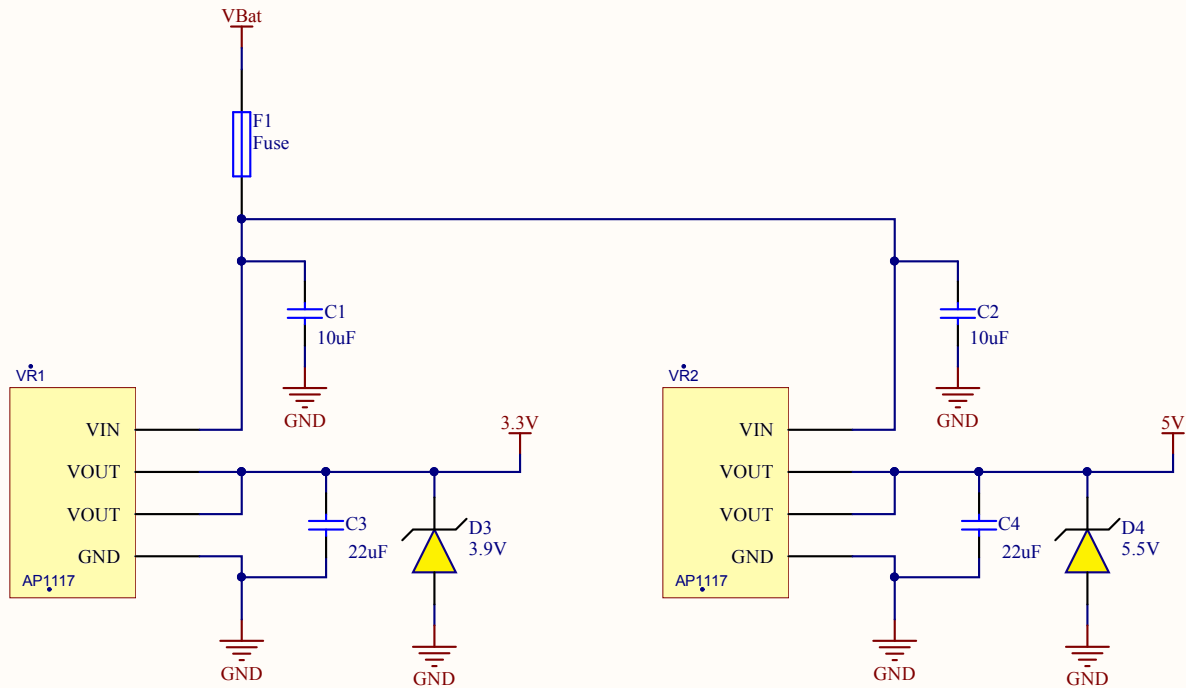 VBat
F1
Fuse
C1
10uF
GND
VR1
VIN
VOUT
VOUT
GND
AP1117
3.3V
C3
22uF
D3
3.9V
GND
GND
C2
10uF
GND
VR2
VIN
VOUT
VOUT
GND
AP1117
5V
C4
22uF
D4
5.5V
GND
GND